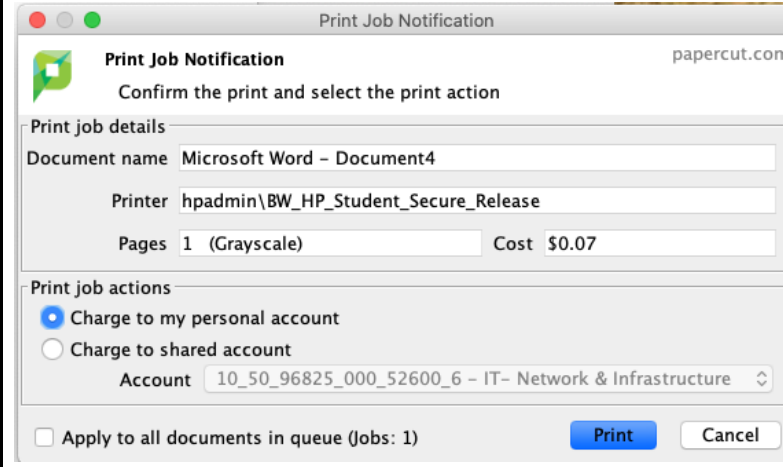 Print Job Notification
Print Job Notification
papercut.com
Confirm the print and select the print action
Print job details
Document name Microsoft Word – Document4
Printer hpadmin\BW_HP_Student_Secure_Release
Pages 1 (Grayscale) Cost $0.07
Print job actions
Charge to my personal account
Charge to shared account
Account 10_50_96825_000_52600_6 – IT– Network & Infrastructure
Apply to all documents in queue (Jobs: 1) Print Cancel